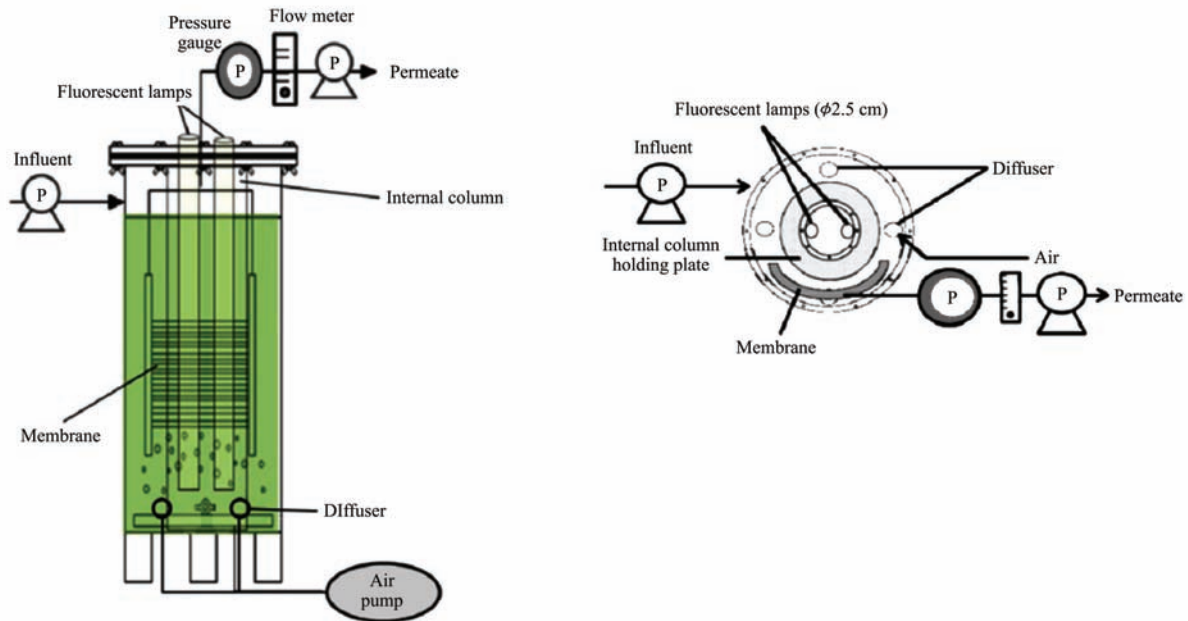 Pressure
gauge
Flow meter
P
P
Permeate
Fluorescent lamps
Influent
P
Internal column
Membrane
DIffuser
Air
pump
Fluorescent lamps (ϕ2.5 cm)
Influent
P
Diffuser
Internal column
holding plate
Air
P
P
Permeate
Membrane